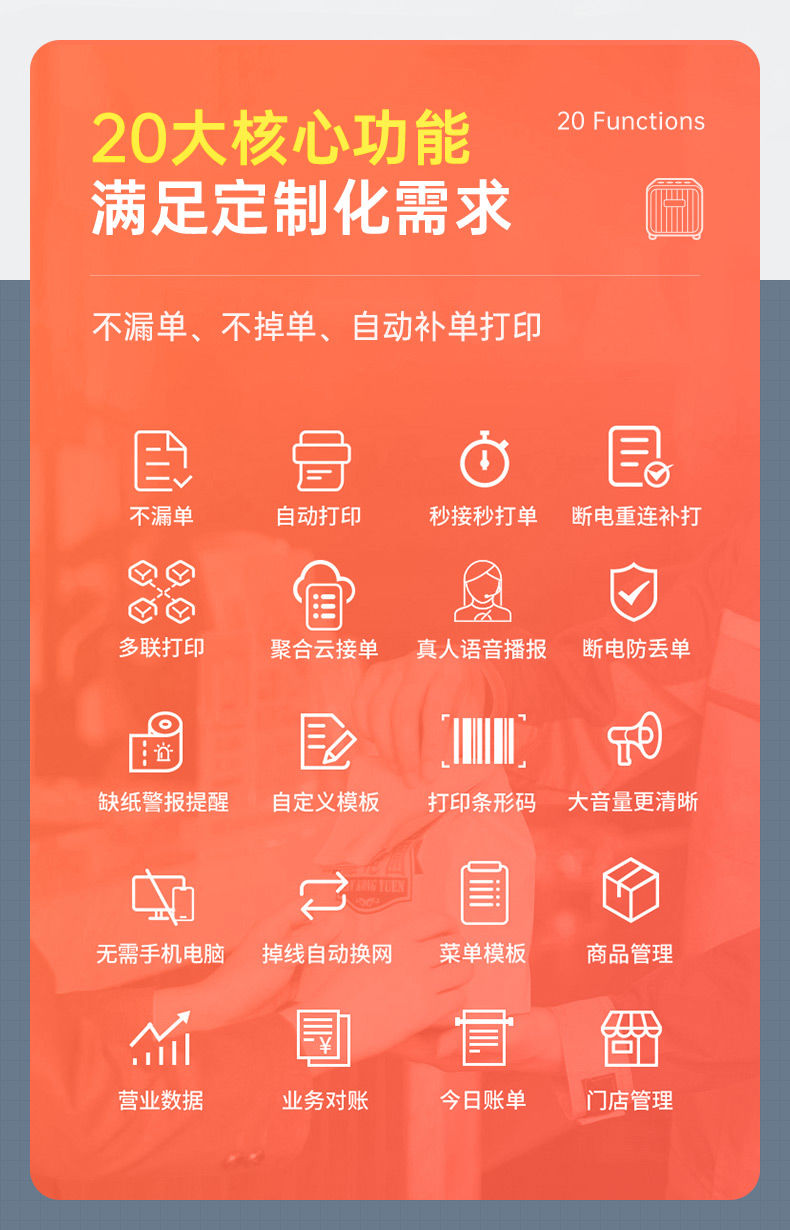 20大核心功能
20 Functions
满足定制化需求
不漏单、不掉单、自动补单打印
不漏单
自动打印
秒接秒打单
断电重连补打
多联打印
聚合云接单
真人语音播报
断电防丢单
缺纸警报提醒
自定义模板
打印条形码
大音量更清晰
无需手机电脑
掉线自动换网
菜单模板
商品管理
营业数据
业务对账
今日账单
门店管理